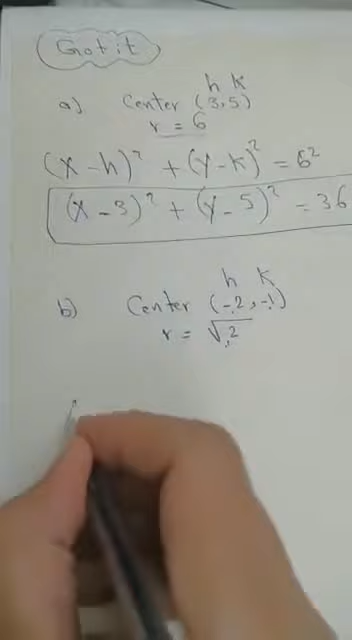 Got it
h K
a) Center (3,5)
r = 6
(x-h)² + (y-k)² = 6²
(x-3)² + (y-5)² = 36
h K
b) Center (-2,-1)
r = √2